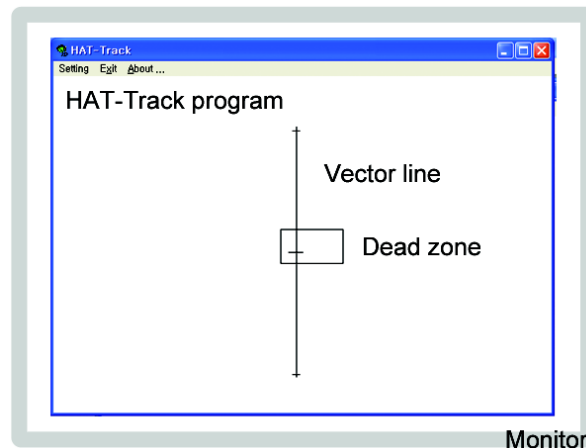 HAT-Track
Setting Exit About ...
HAT-Track program
Vector line
Dead zone
Monitor